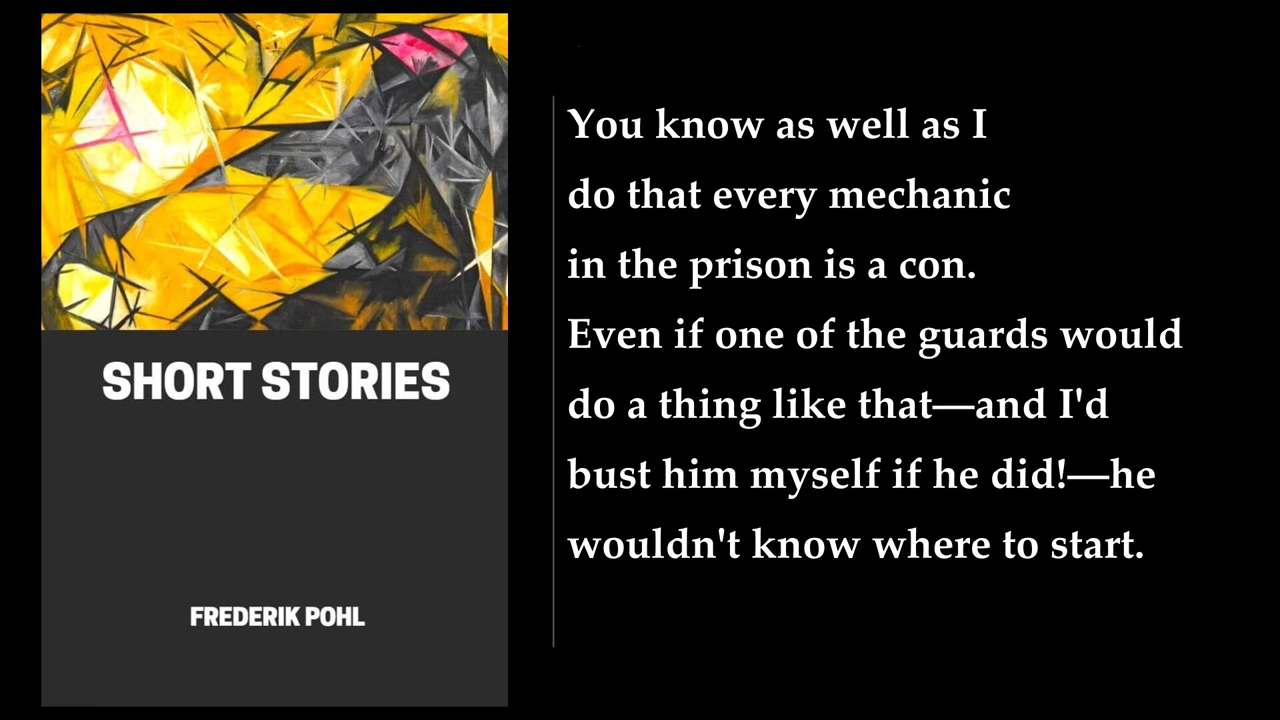 SHORT STORIES
FREDERIK POHL
You know as well as I
do that every mechanic
in the prison is a con.
Even if one of the guards would
do a thing like that—and I'd
bust him myself if he did!—he
wouldn't know where to start.